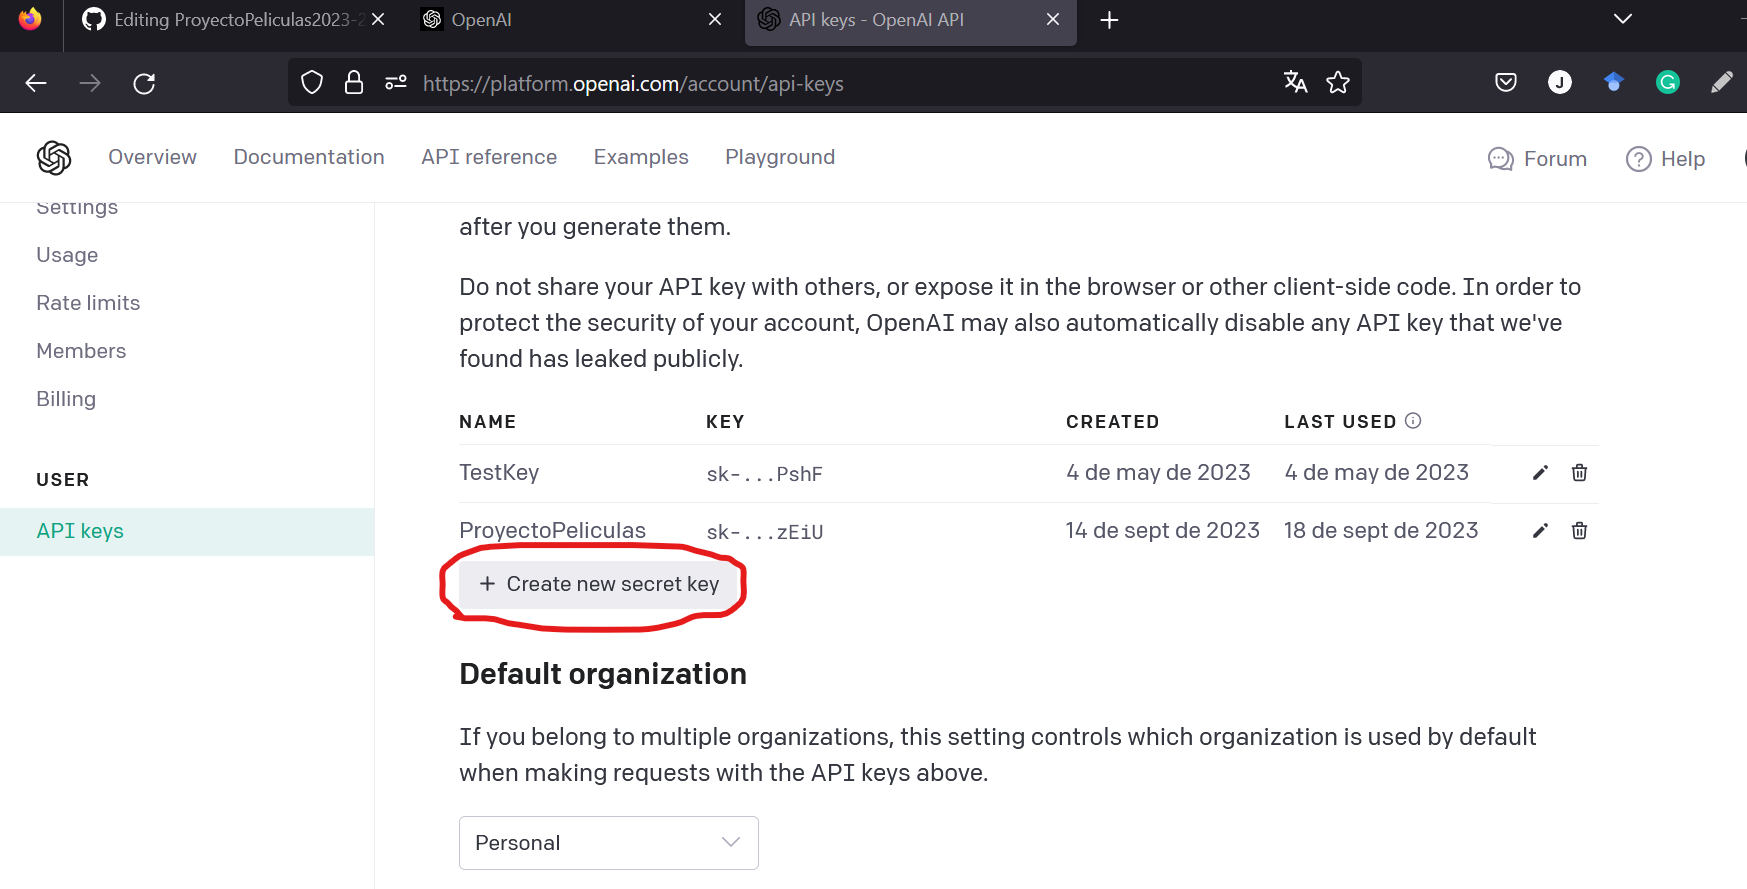 Editing ProyectoPeliculas2023-2
OpenAI
API keys - OpenAI API
https://platform.openai.com/account/api-keys
J
G
Overview
Documentation
API reference
Examples
Playground
Forum
Help
Settings
Usage
Rate limits
Members
Billing
USER
API keys
after you generate them.
Do not share your API key with others, or expose it in the browser or other client-side code. In order to
protect the security of your account, OpenAI may also automatically disable any API key that we've
found has leaked publicly.
NAME KEY CREATED LAST USED
TestKey sk-...PshF 4 de may de 2023 4 de may de 2023
ProyectoPeliculas sk-...zEiU 14 de sept de 2023 18 de sept de 2023
+ Create new secret key
Default organization
If you belong to multiple organizations, this setting controls which organization is used by default
when making requests with the API keys above.
Personal